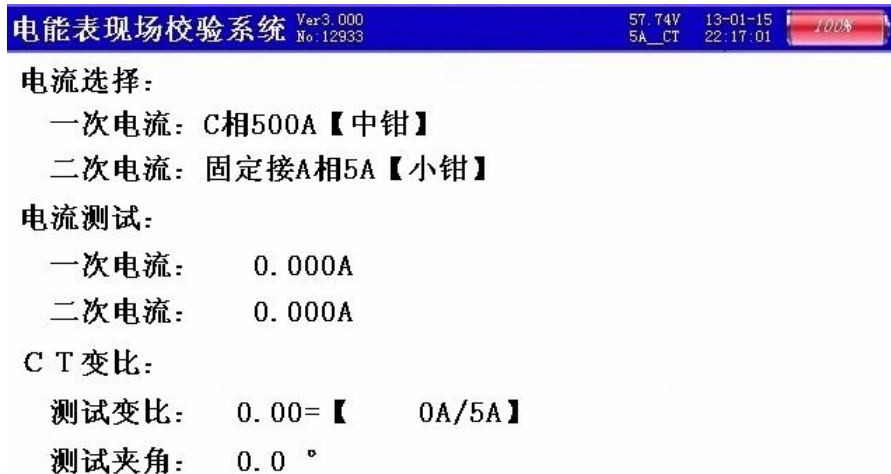 电能表现场校验系统 Ver3.000 No:12933 57.74V 5A__CT 13-01-15 22:17:01 100%
电流选择:
一次电流: C相500A【中钳】
二次电流: 固定接A相5A【小钳】
电流测试:
一次电流: 0.000A
二次电流: 0.000A
CT变比:
测试变比: 0.00=【 0A/5A】
测试夹角: 0.0 °